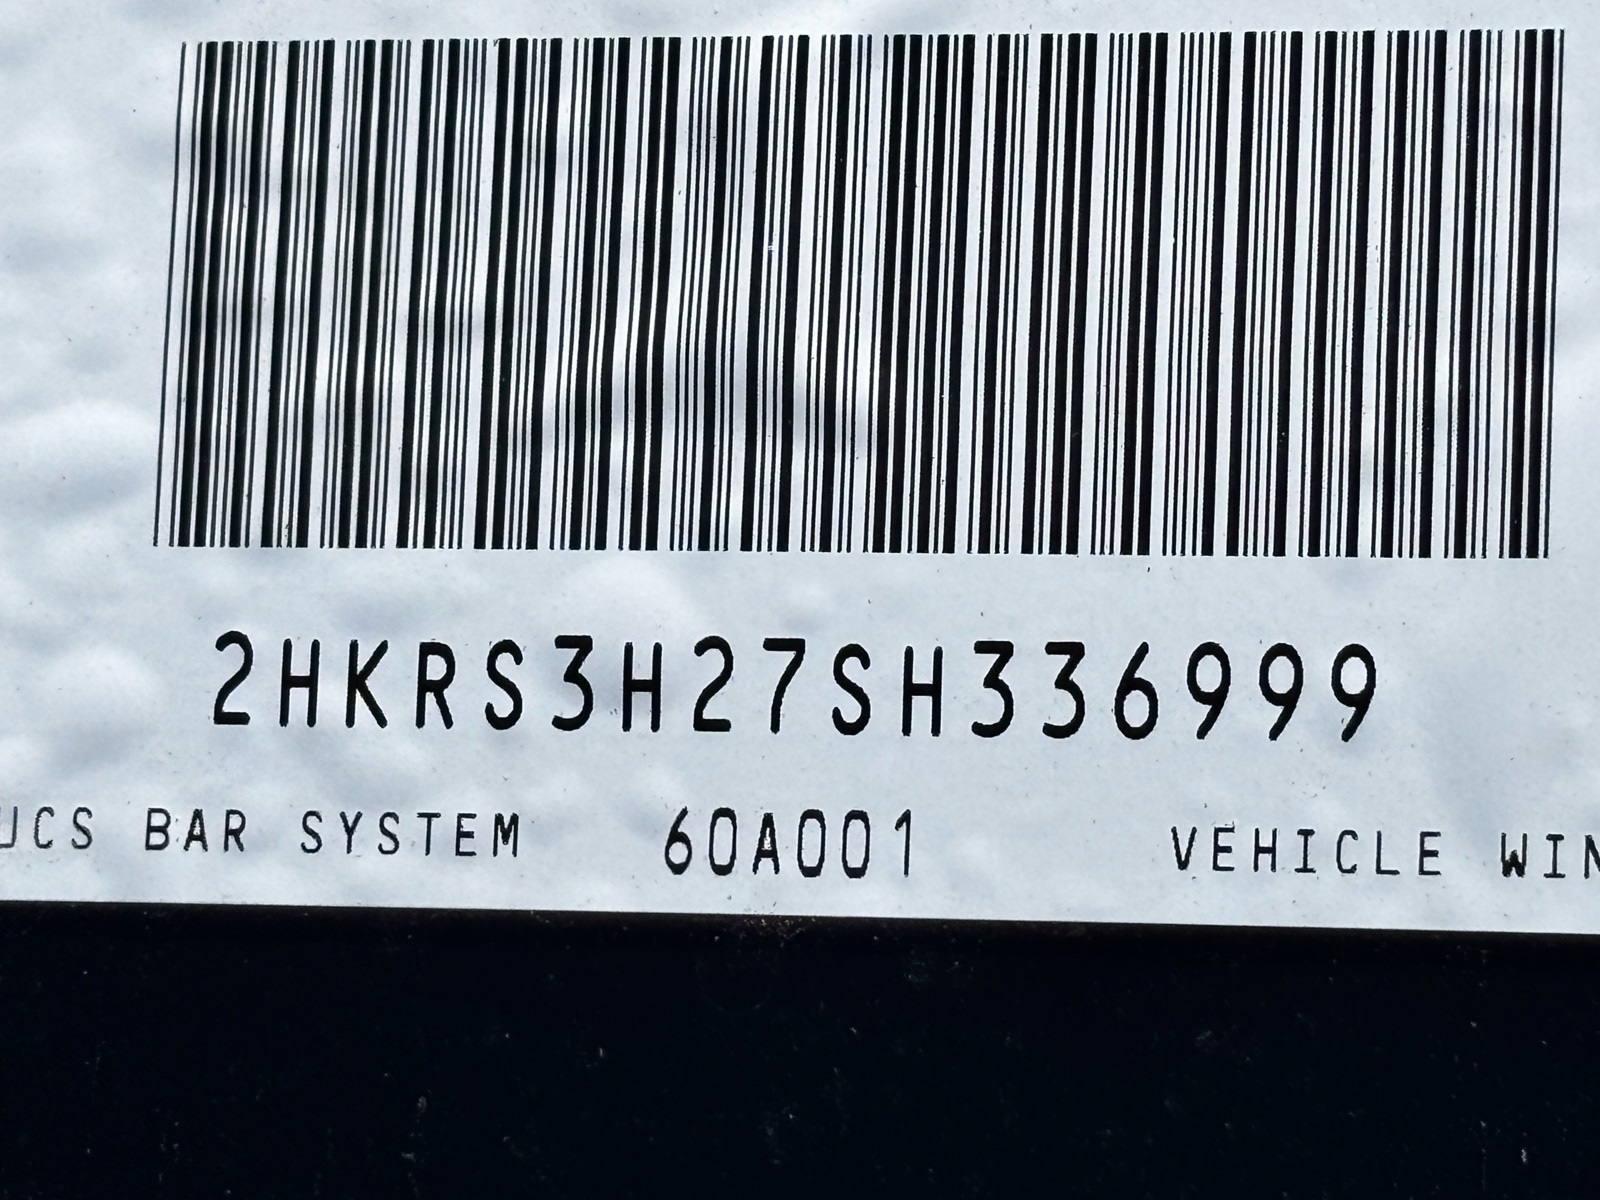 2HKRS3H27SH336999
UCS BAR SYSTEM 60A001 VEHICLE WIN